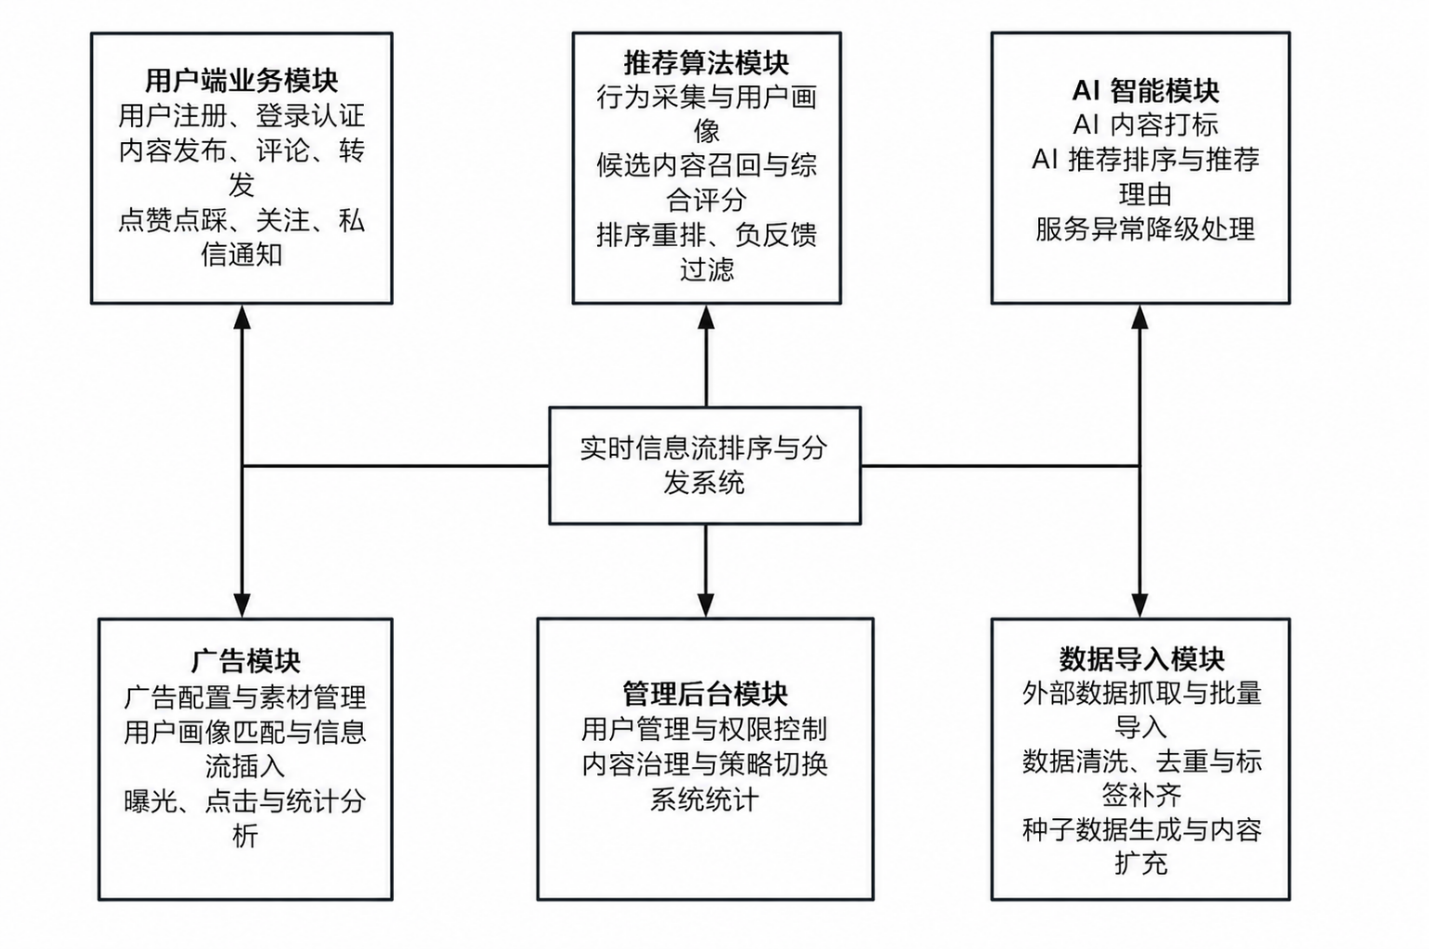 用户端业务模块
用户注册、登录认证
内容发布、评论、转
发
点赞点踩、关注、私
信通知
推荐算法模块
行为采集与用户画
像
候选内容召回与综
合评分
排序重排、负反馈
过滤
AI 智能模块
AI 内容打标
AI 推荐排序与推荐
理由
服务异常降级处理
实时信息流排序与分
发系统
广告模块
广告配置与素材管理
用户画像匹配与信息
流插入
曝光、点击与统计分
析
管理后台模块
用户管理与权限控制
内容治理与策略切换
系统统计
数据导入模块
外部数据抓取与批量
导入
数据清洗、去重与标
签补齐
种子数据生成与内容
扩充